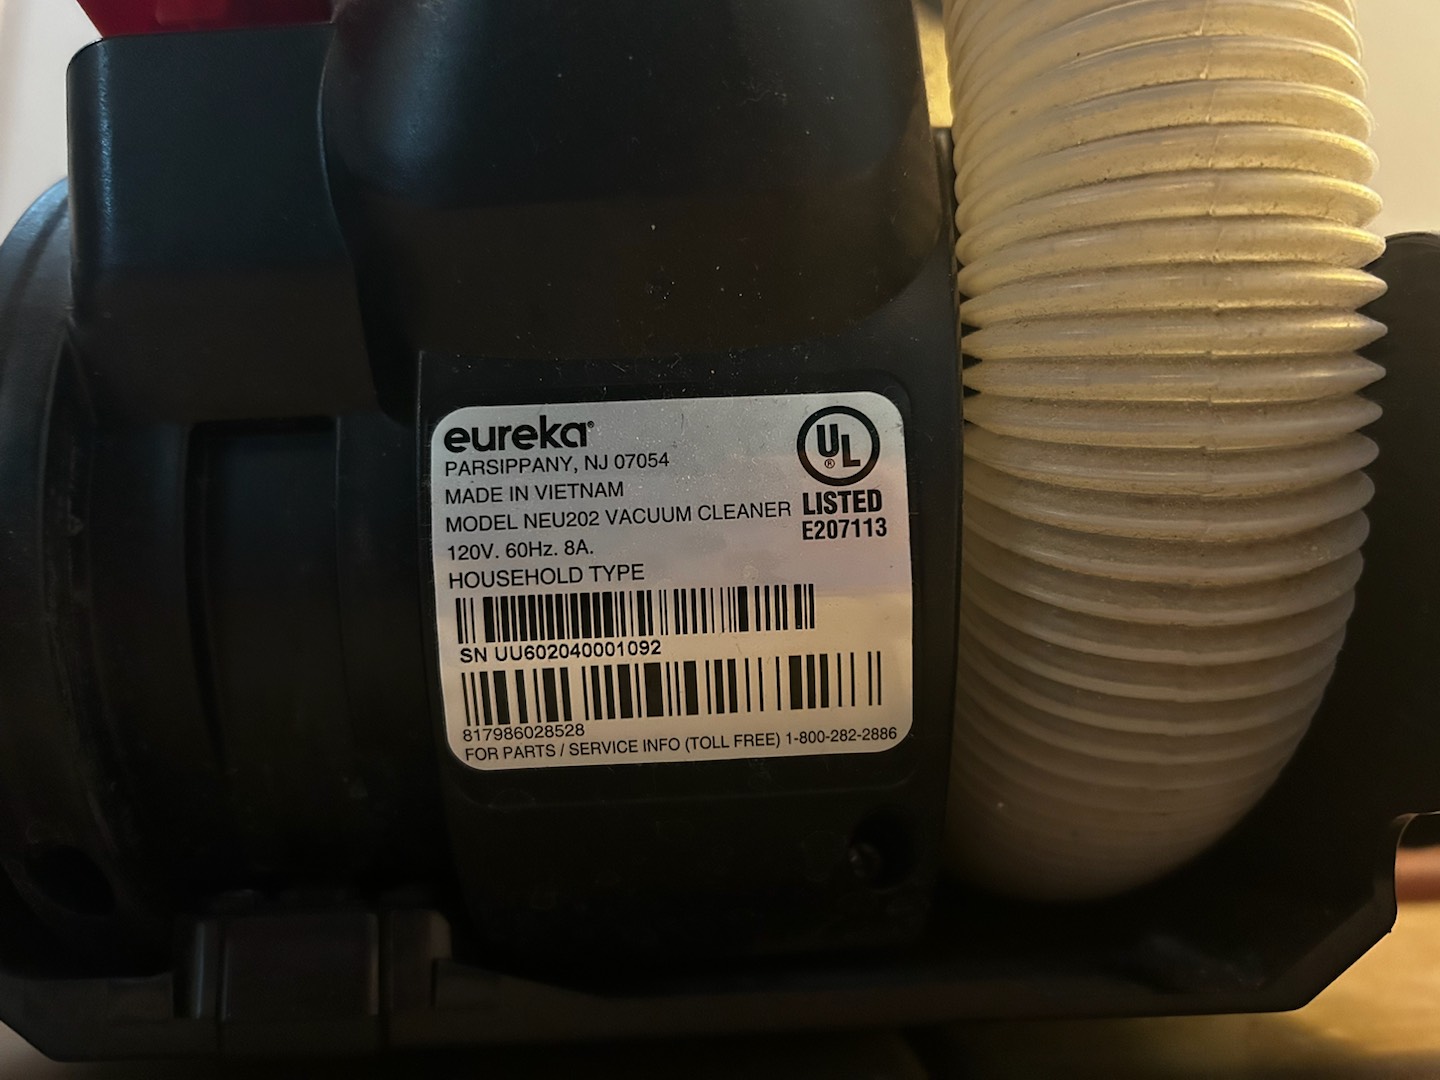 eureka®
PARSIPPANY, NJ 07054
MADE IN VIETNAM
MODEL NEU202 VACUUM CLEANER
120V. 60Hz. 8A.
HOUSEHOLD TYPE
UL®
LISTED
E207113
SN UU602040001092
817986028528
FOR PARTS / SERVICE INFO (TOLL FREE) 1-800-282-2886